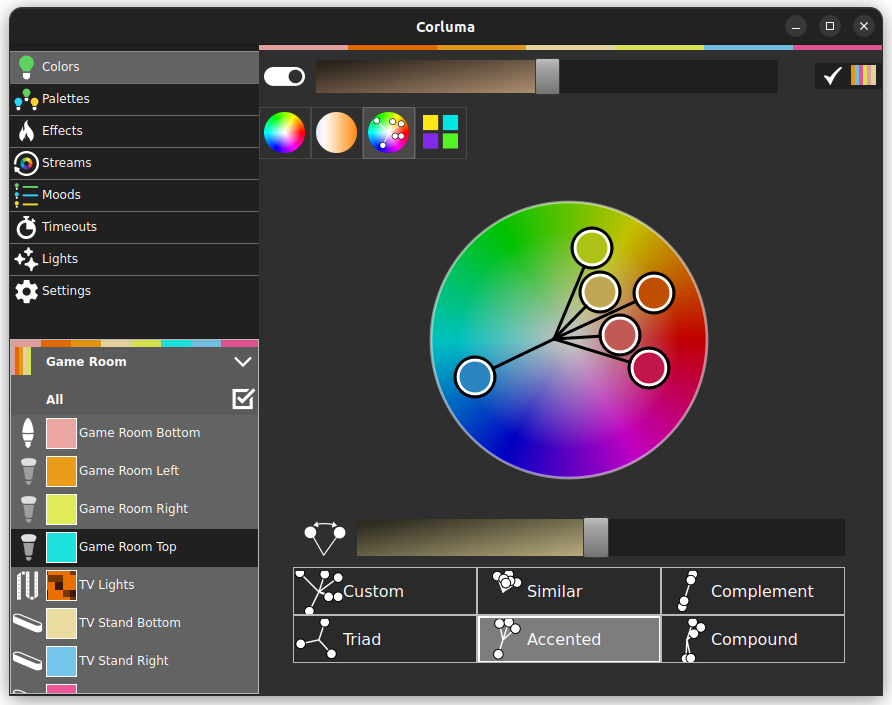 Corluma
Colors
Palettes
Effects
Streams
Moods
Timeouts
Lights
Settings
Game Room
All
Game Room Bottom
Game Room Left
Game Room Right
Game Room Top
TV Lights
TV Stand Bottom
TV Stand Right
Custom
Similar
Complement
Triad
Accented
Compound